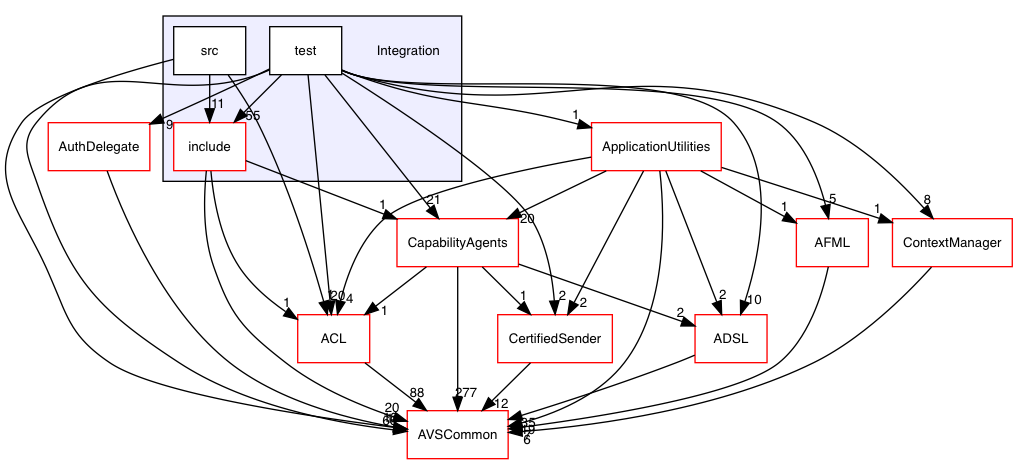 src
test
Integration
11
55
9
1
AuthDelegate
include
ApplicationUtilities
1
21
20
1
5
1
8
CapabilityAgents
AFML
ContextManager
1
20
4
1
1
2
2
2
2
10
ACL
CertifiedSender
ADSL
88
277
12
20
6
AVSCommon